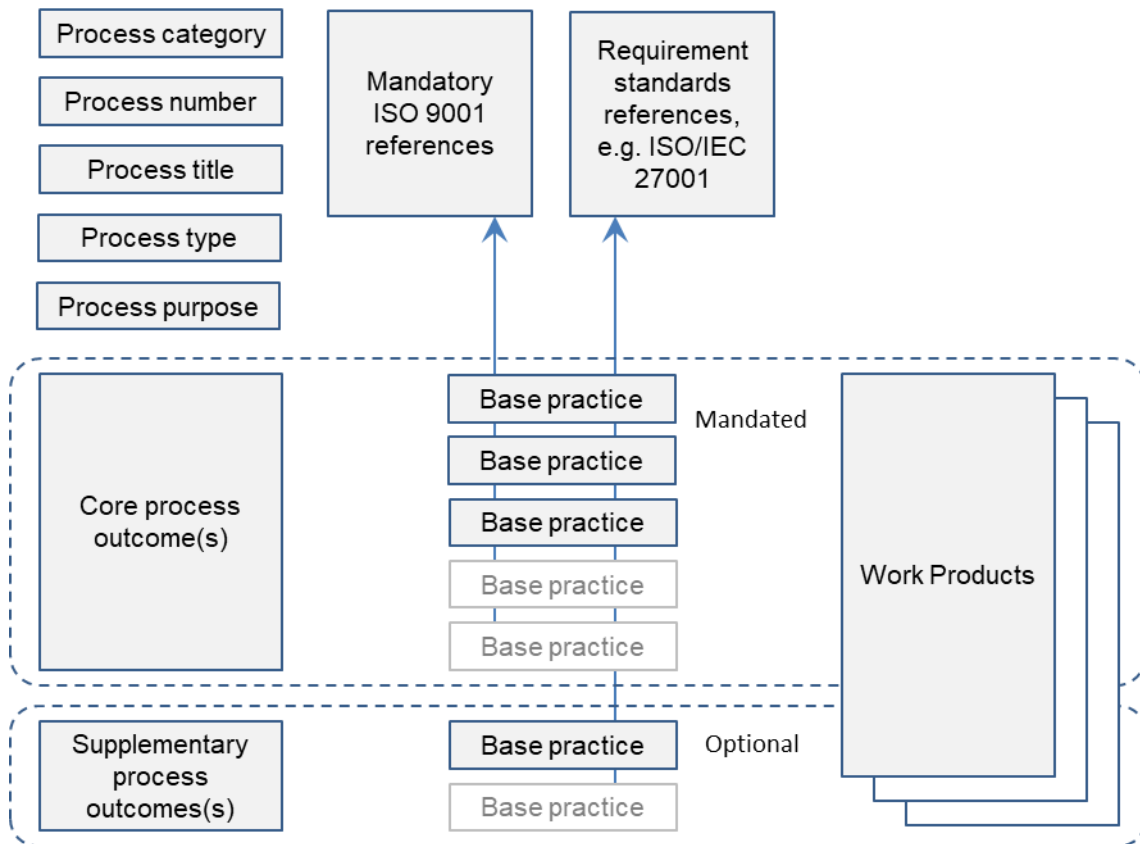 Process category
Process number
Process title
Process type
Process purpose
Mandatory
ISO 9001
references
Requirement
standards
references,
e.g. ISO/IEC
27001
Core process
outcome(s)
Base practice
Base practice
Base practice
Base practice
Base practice
Mandated
Work Products
Supplementary
process
outcomes(s)
Base practice
Base practice
Optional